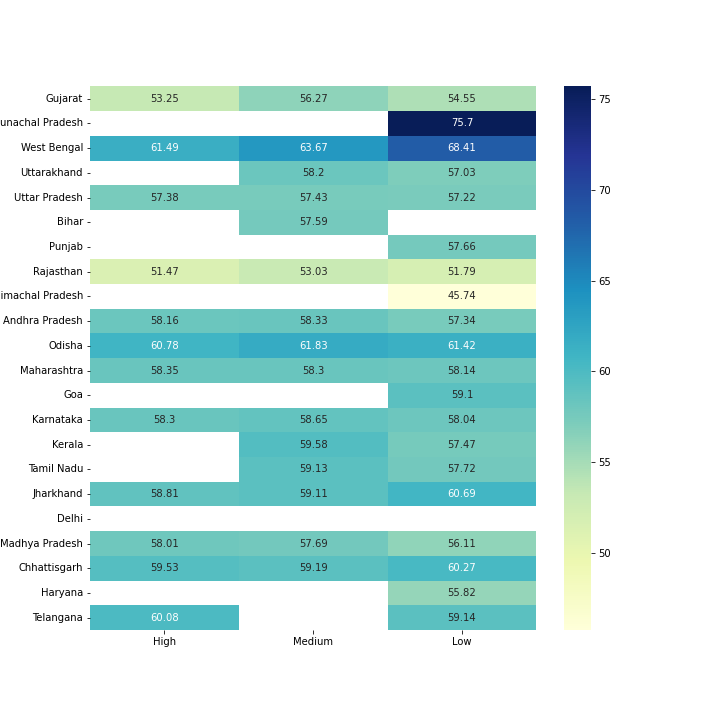 Gujarat 53.25 56.27 54.55
unachal Pradesh 75.7
West Bengal 61.49 63.67 68.41
Uttarakhand 58.2 57.03
Uttar Pradesh 57.38 57.43 57.22
Bihar 57.59
Punjab 57.66
Rajasthan 51.47 53.03 51.79
imachal Pradesh 45.74
Andhra Pradesh 58.16 58.33 57.34
Odisha 60.78 61.83 61.42
Maharashtra 58.35 58.3 58.14
Goa 59.1
Karnataka 58.3 58.65 58.04
Kerala 59.58 57.47
Tamil Nadu 59.13 57.72
Jharkhand 58.81 59.11 60.69
Delhi
Madhya Pradesh 58.01 57.69 56.11
Chhattisgarh 59.53 59.19 60.27
Haryana 55.82
Telangana 60.08 59.14
High Medium Low
75
70
65
60
55
50